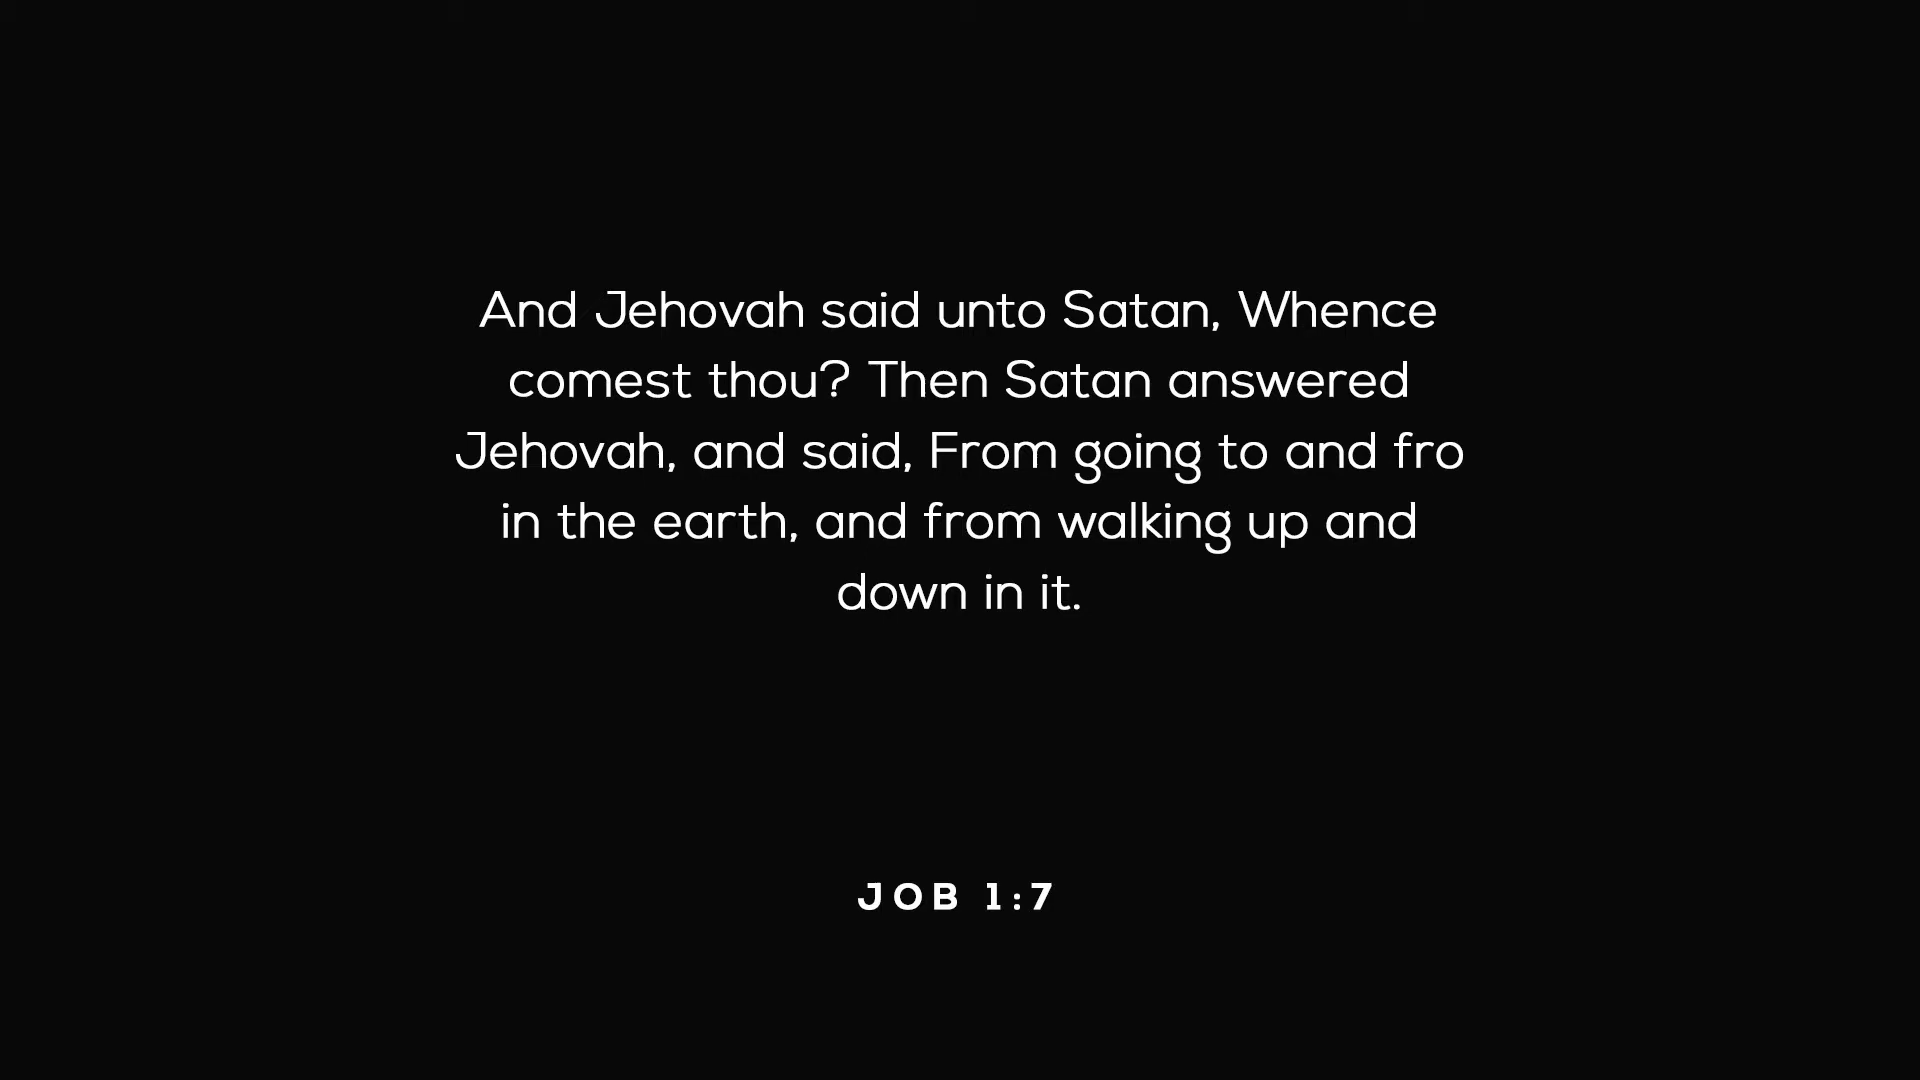 And Jehovah said unto Satan, Whence
comest thou? Then Satan answered
Jehovah, and said, From going to and fro
in the earth, and from walking up and
down in it.
JOB 1:7